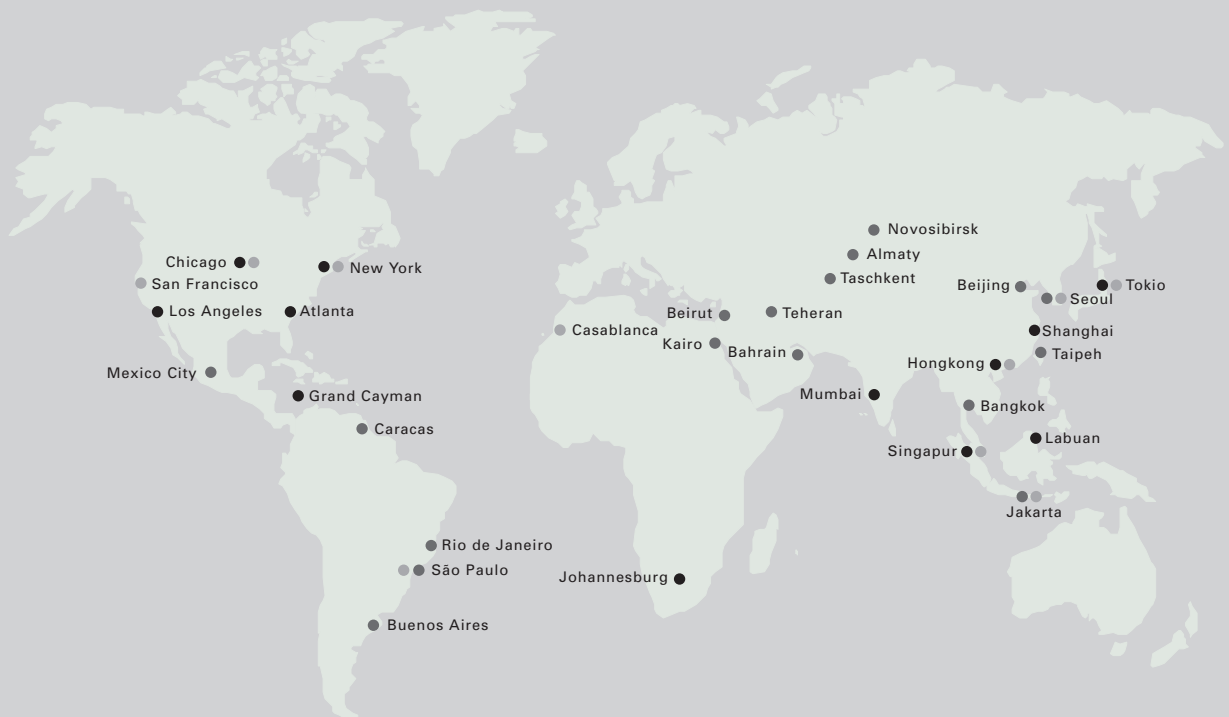 Novosibirsk
Almaty
Chicago
New York
San Francisco
Taschkent
Beijing
Tokio
Seoul
Los Angeles
Atlanta
Beirut
Teheran
Casablanca
Shanghai
Kairo
Bahrain
Taipeh
Hongkong
Mexico City
Grand Cayman
Mumbai
Bangkok
Caracas
Labuan
Singapur
Jakarta
Rio de Janeiro
São Paulo
Johannesburg
Buenos Aires